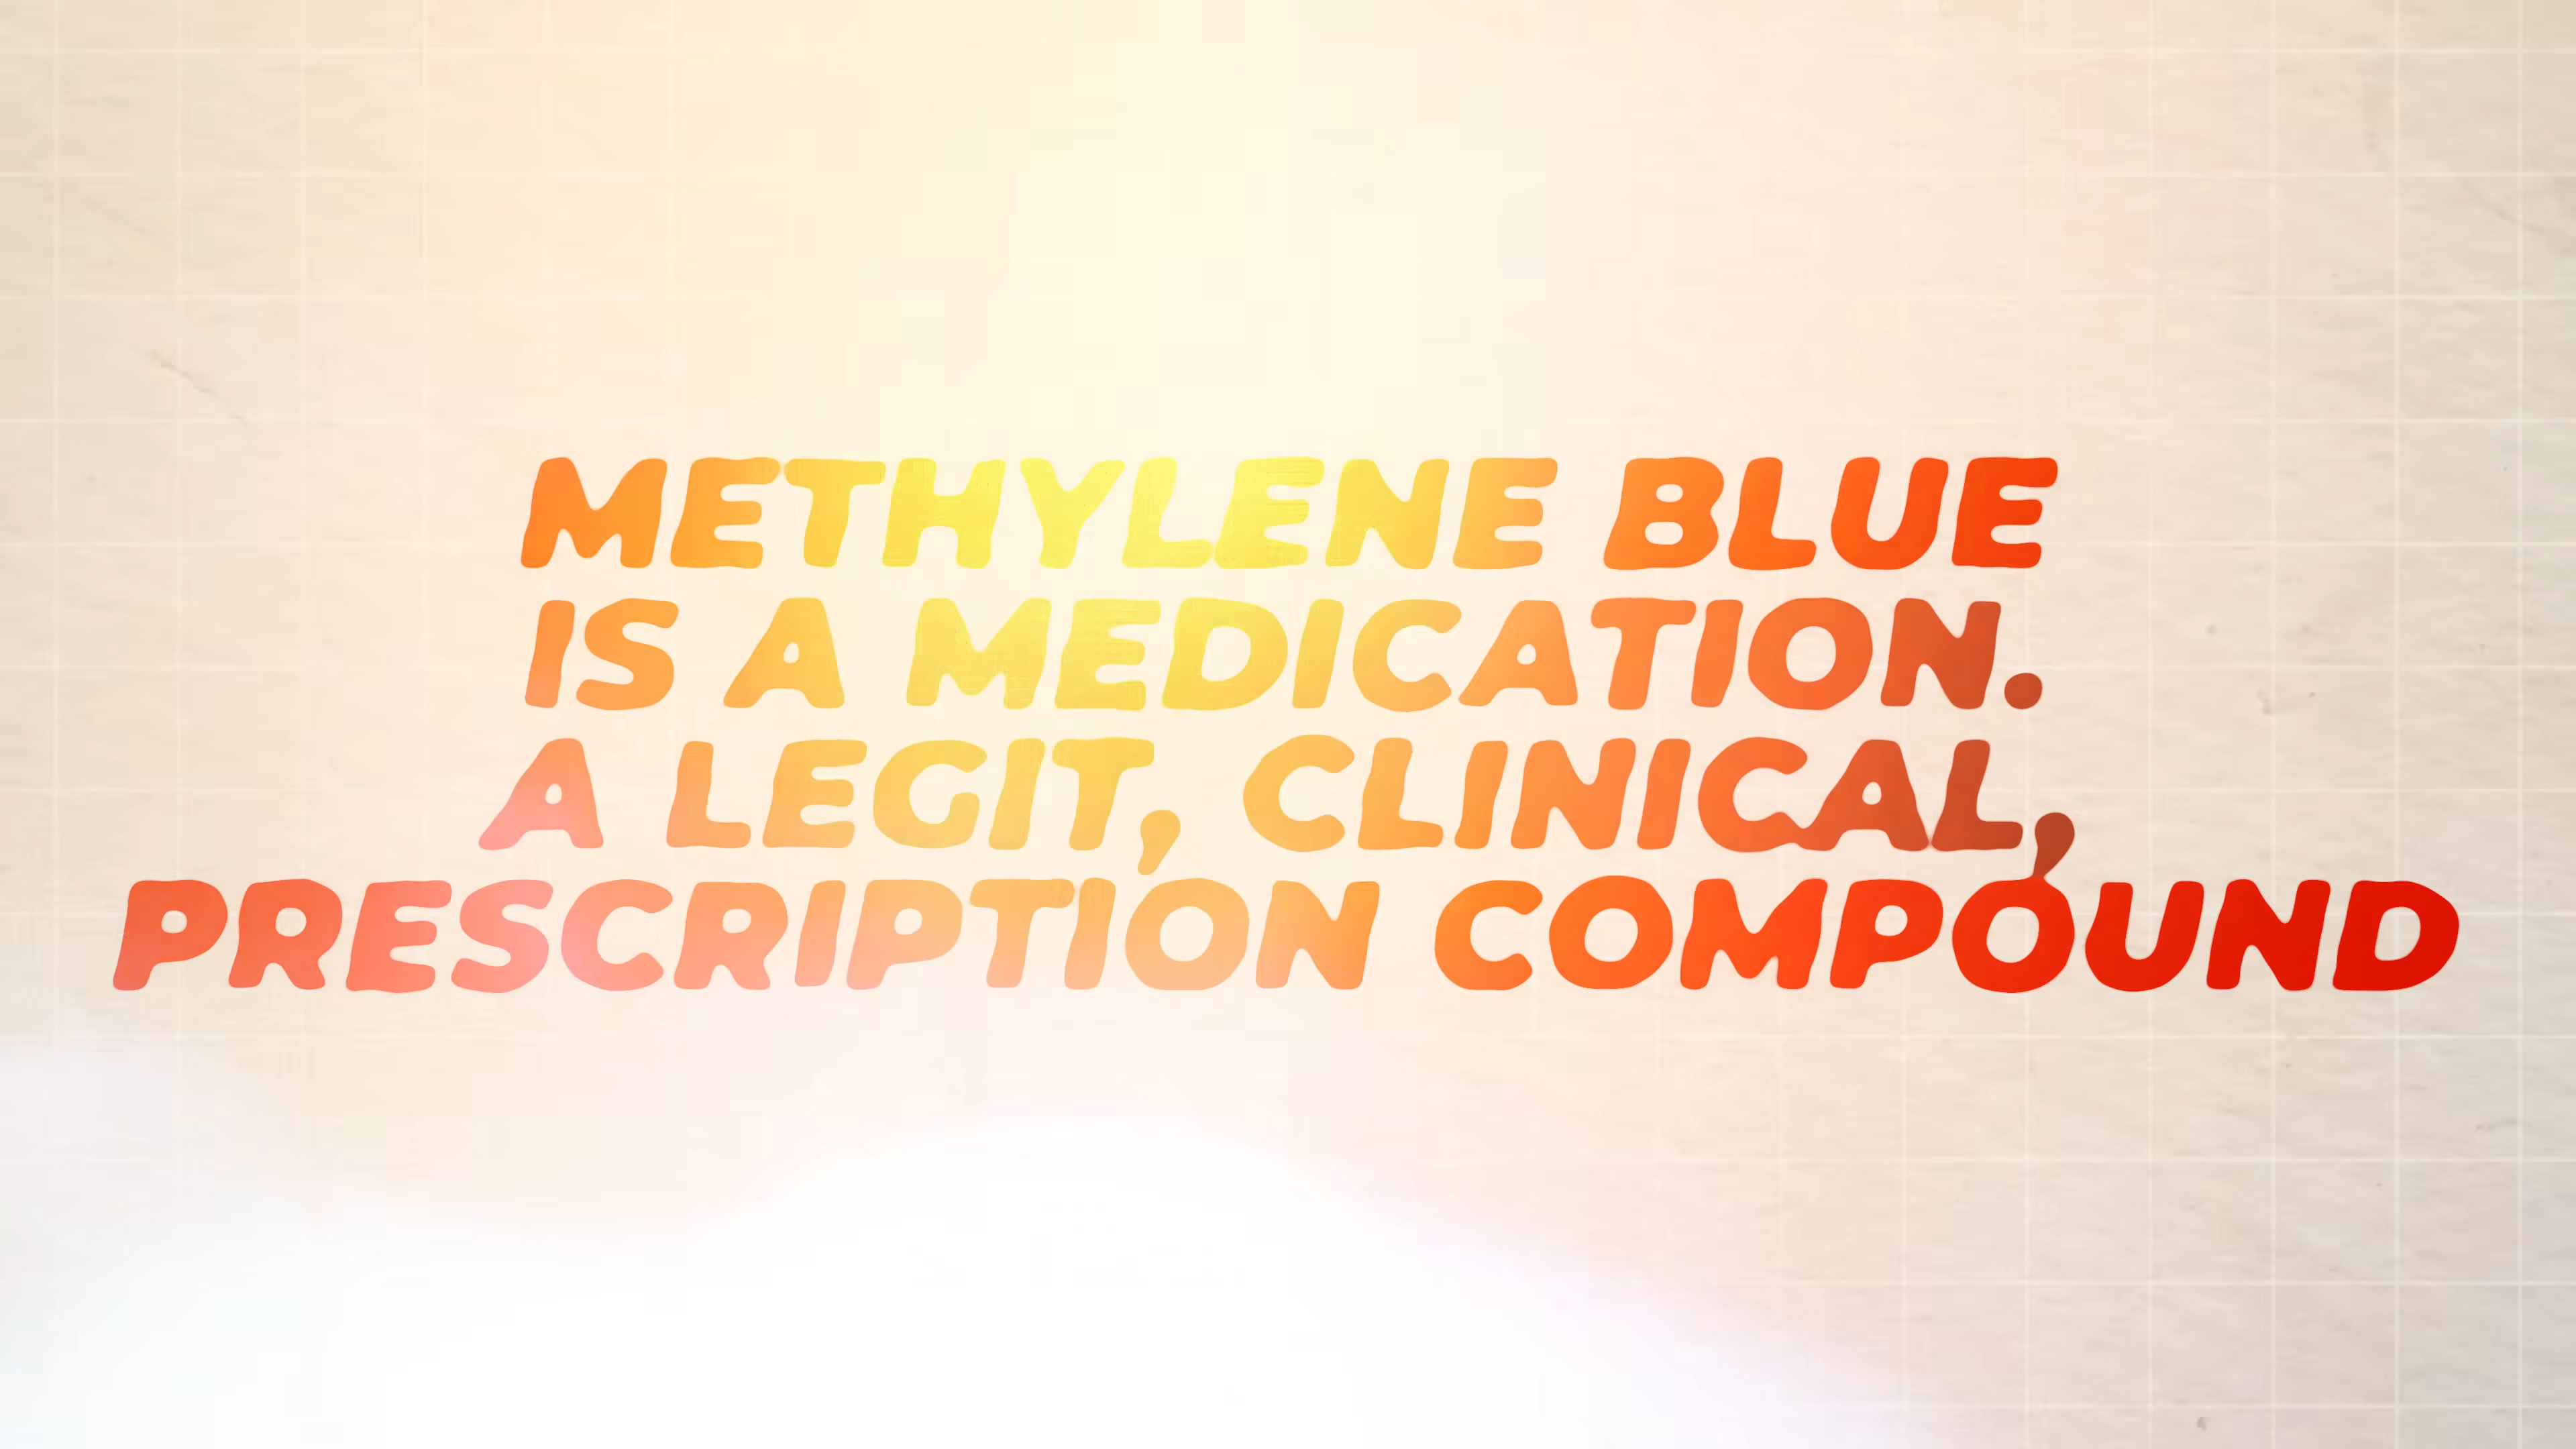 METHYLENE BLUE
IS A MEDICATION.
A LEGIT, CLINICAL,
PRESCRIPTION COMPOUND